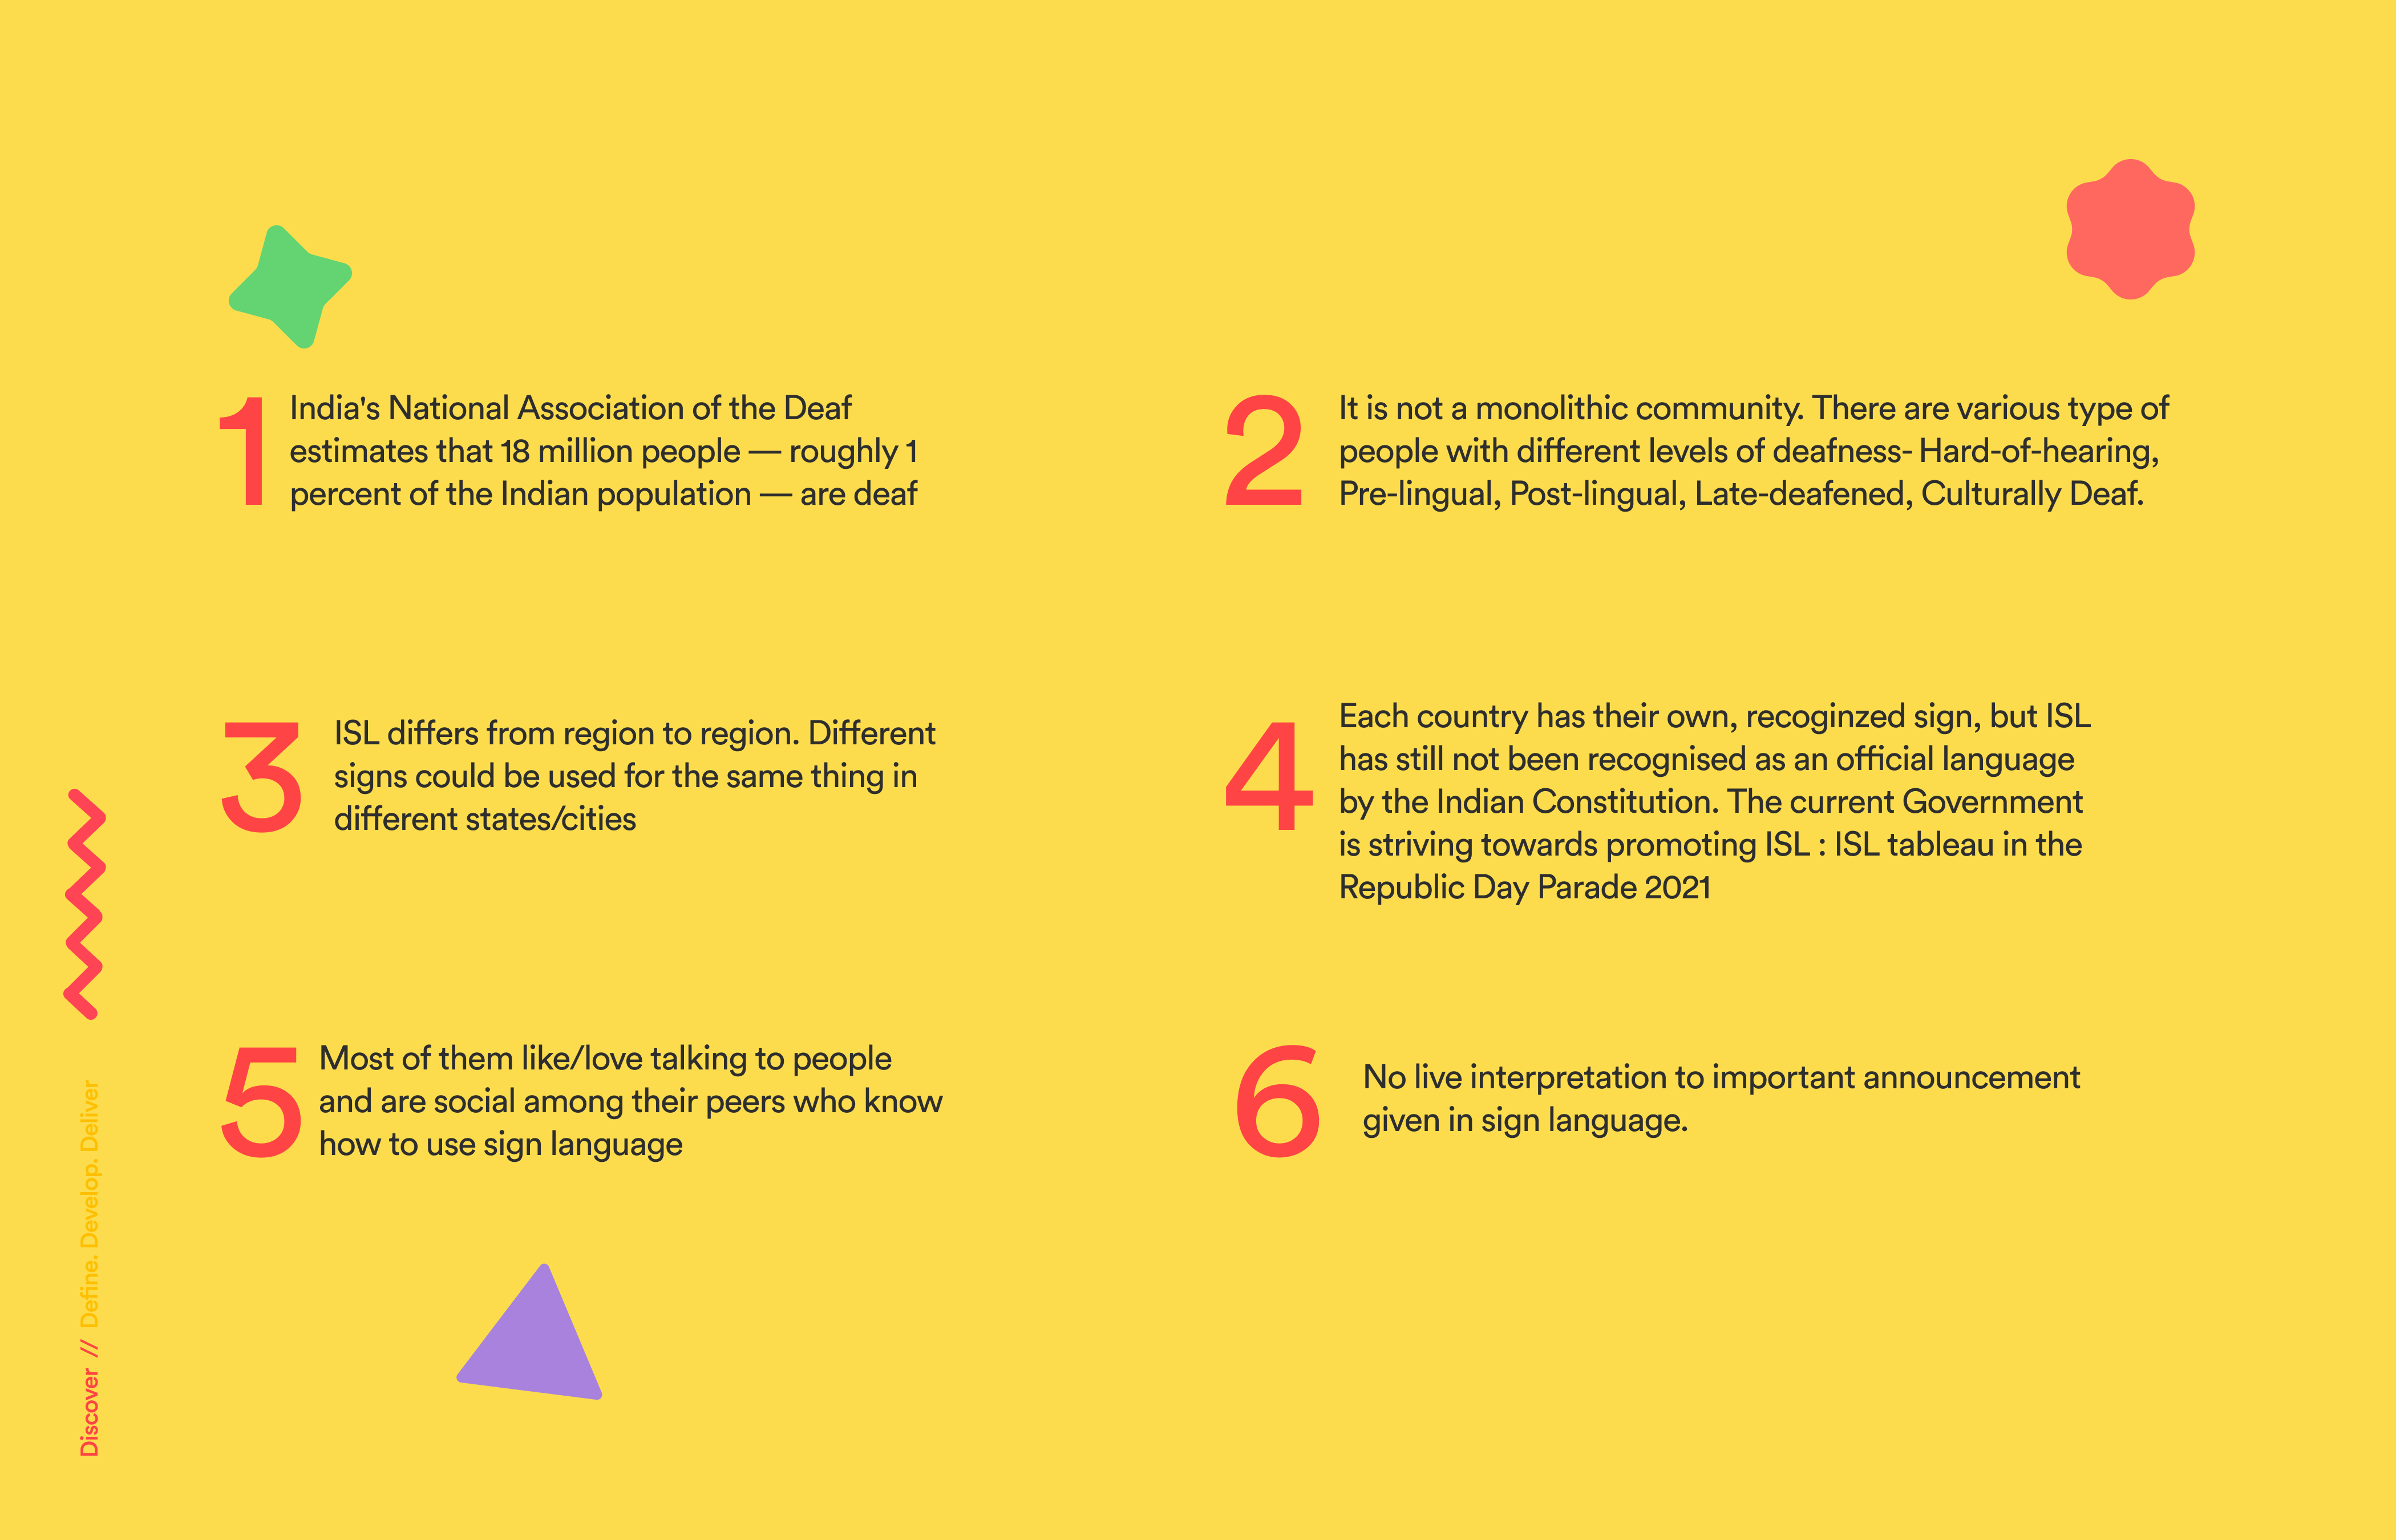 1
India's National Association of the Deaf
estimates that 18 million people — roughly 1
percent of the Indian population — are deaf
2
It is not a monolithic community. There are various type of
people with different levels of deafness- Hard-of-hearing,
Pre-lingual, Post-lingual, Late-deafened, Culturally Deaf.
3
ISL differs from region to region. Different
signs could be used for the same thing in
different states/cities
4
Each country has their own, recoginzed sign, but ISL
has still not been recognised as an official language
by the Indian Constitution. The current Government
is striving towards promoting ISL : ISL tableau in the
Republic Day Parade 2021
5
Most of them like/love talking to people
and are social among their peers who know
how to use sign language
6
No live interpretation to important announcement
given in sign language.
Discover // Define. Develop. Deliver